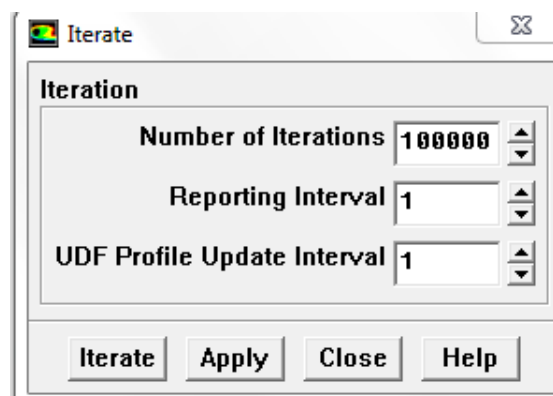 Iterate
Iteration
Number of Iterations 100000
Reporting Interval 1
UDF Profile Update Interval 1
Iterate Apply Close Help